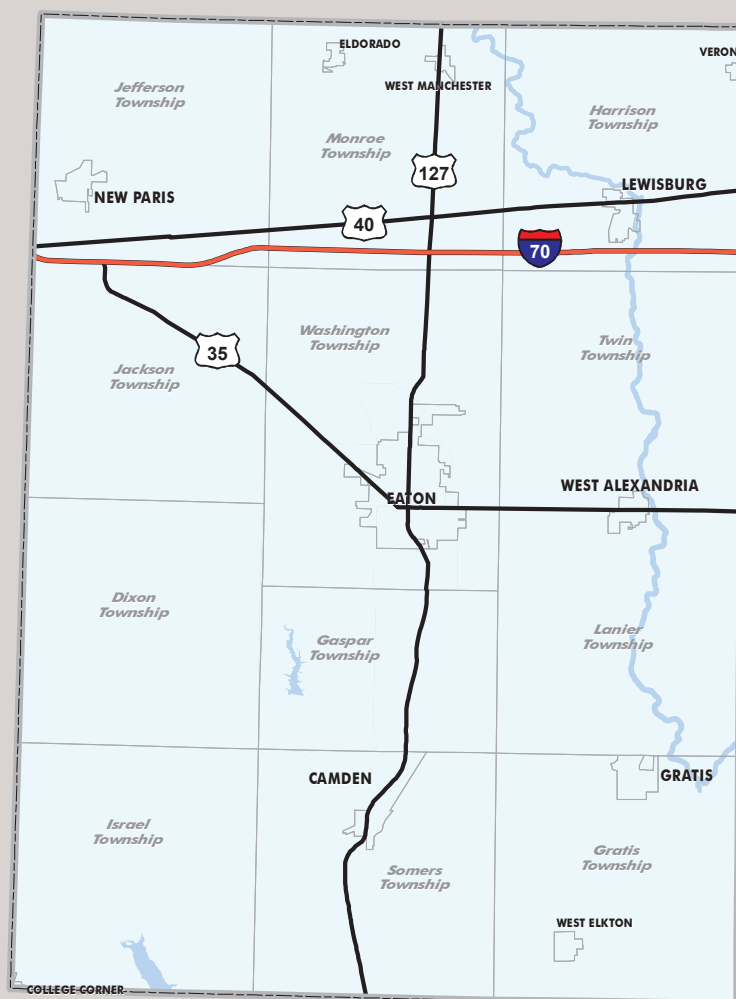 ELDORADO
VERON
WEST MANCHESTER
Jefferson
Township
Harrison
Township
Monroe
Township
127
LEWISBURG
NEW PARIS
40
70
Washington
Township
Twin
Township
35
Jackson
Township
WEST ALEXANDRIA
EATON
Dixon
Township
Gaspar
Township
Lanier
Township
CAMDEN
GRATIS
Israel
Township
Gratis
Township
Somers
Township
WEST ELKTON
COLLEGE CORNER